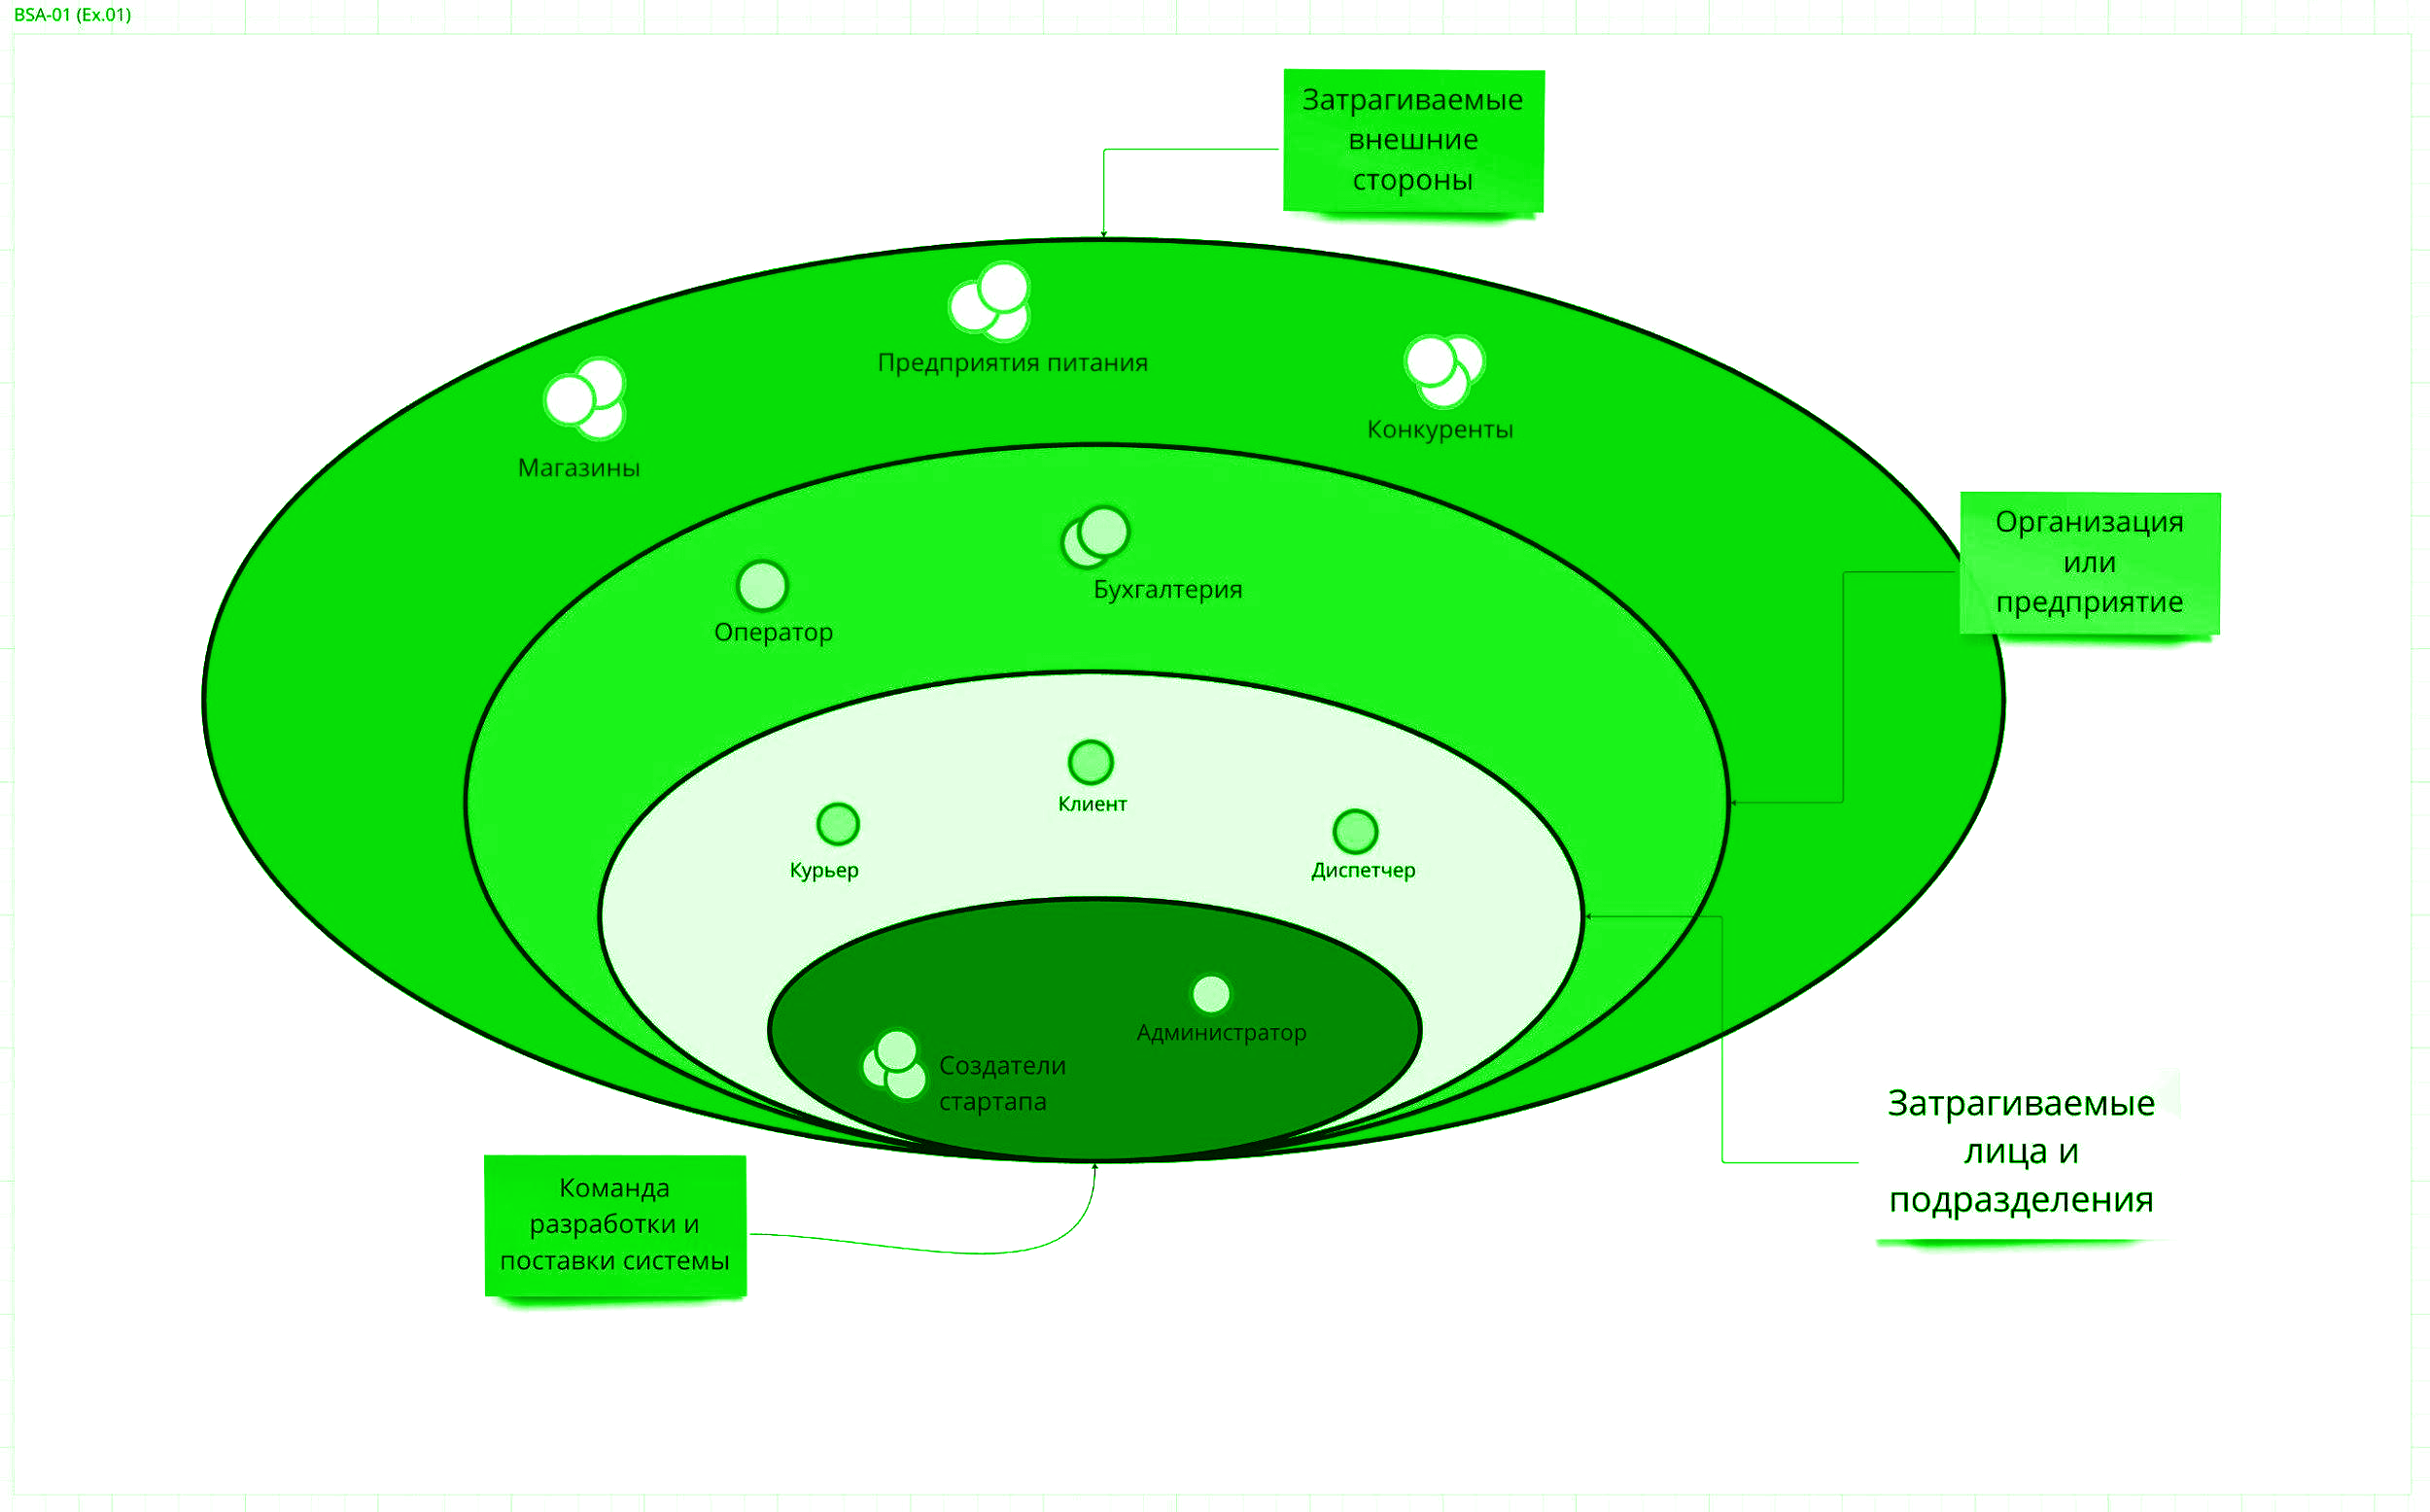 BSA-01 (Ex.01)
Затрагиваемые
внешние
стороны
Предприятия питания
Конкуренты
Магазины
Организация
или
предприятие
Бухгалтерия
Оператор
Клиент
Курьер
Диспетчер
Администратор
Создатели
стартапа
Затрагиваемые
лица и
подразделения
Команда
разработки и
поставки системы